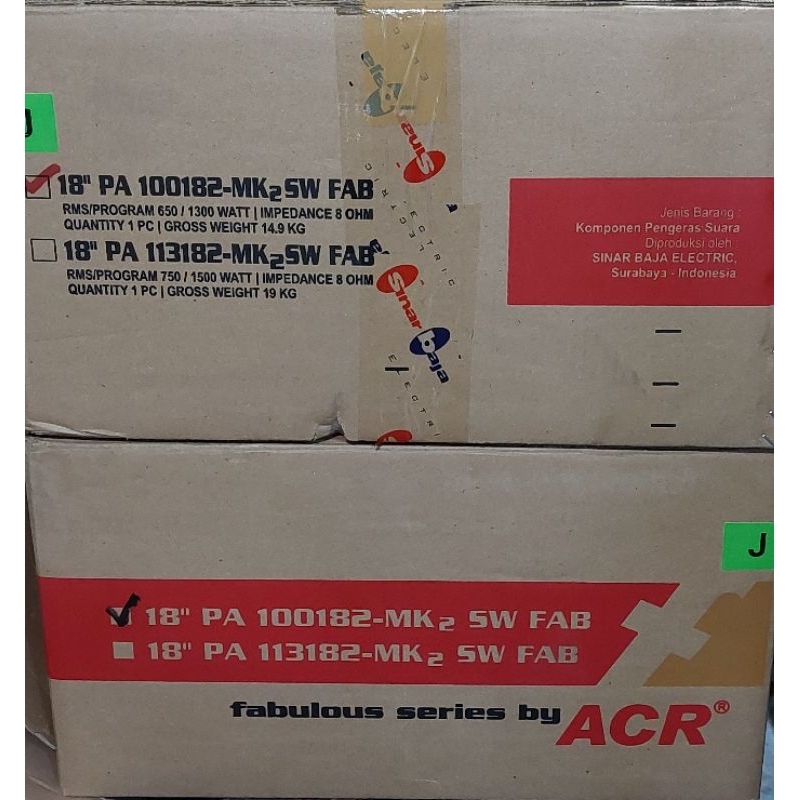 J
18" PA 100182-MK2 SW FAB
RMS/PROGRAM 650 / 1300 WATT | IMPEDANCE 8 OHM
QUANTITY 1 PC | GROSS WEIGHT 14.9 KG
18" PA 113182-MK2 SW FAB
RMS/PROGRAM 750 / 1500 WATT | IMPEDANCE 8 OHM
QUANTITY 1 PC | GROSS WEIGHT 19 KG
baja
Sinar
ELECTRIC
Sinar
baja
ELECTRI
Jenis Barang :
Komponen Pengeras Suara
Diproduksi oleh :
SINAR BAJA ELECTRIC,
Surabaya - Indonesia
J
18" PA 100182-MK2 SW FAB
18" PA 113182-MK2 SW FAB
fabulous series by ACR®